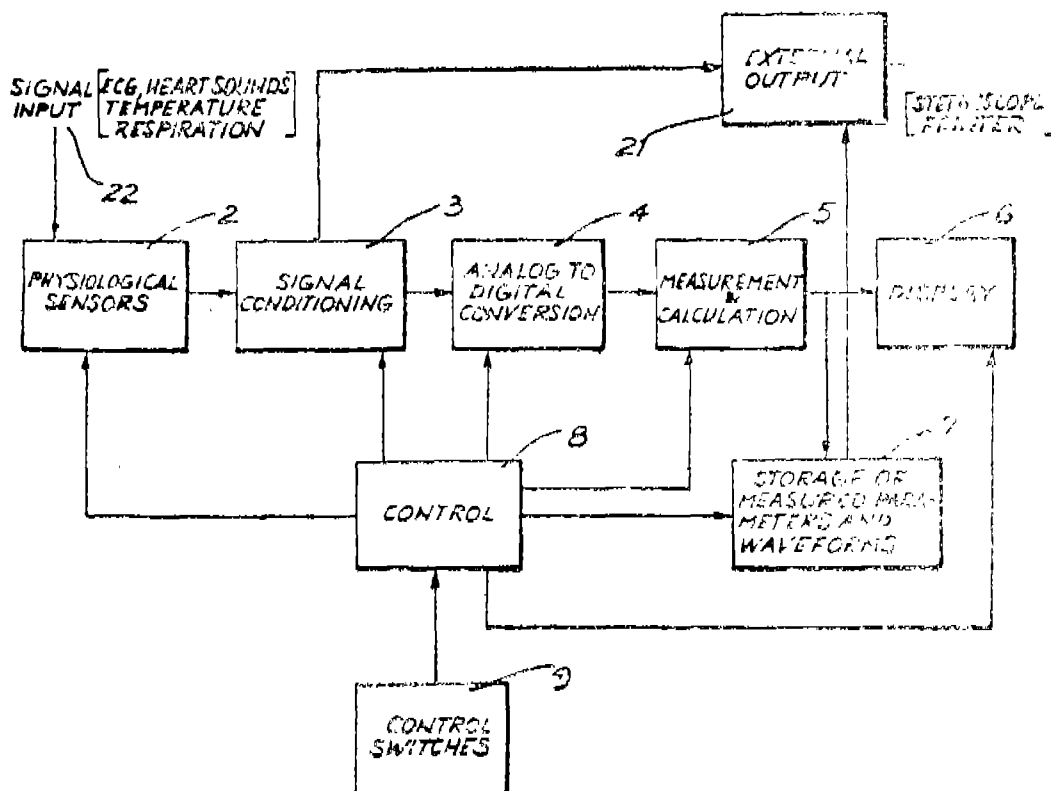 SIGNAL INPUT
[ECG, HEART SOUNDS
TEMPERATURE
RESPIRATION]
22
EXTERNAL
OUTPUT
21
[STETHOSCOPE
PRINTER]
2
PHYSIOLOGICAL
SENSORS
3
SIGNAL
CONDITIONING
4
ANALOG TO
DIGITAL
CONVERSION
5
MEASUREMENT
&
CALCULATION
6
DISPLAY
8
CONTROL
7
STORAGE OF
MEASURED PARA-
METERS AND
WAVEFORMS
9
CONTROL
SWITCHES